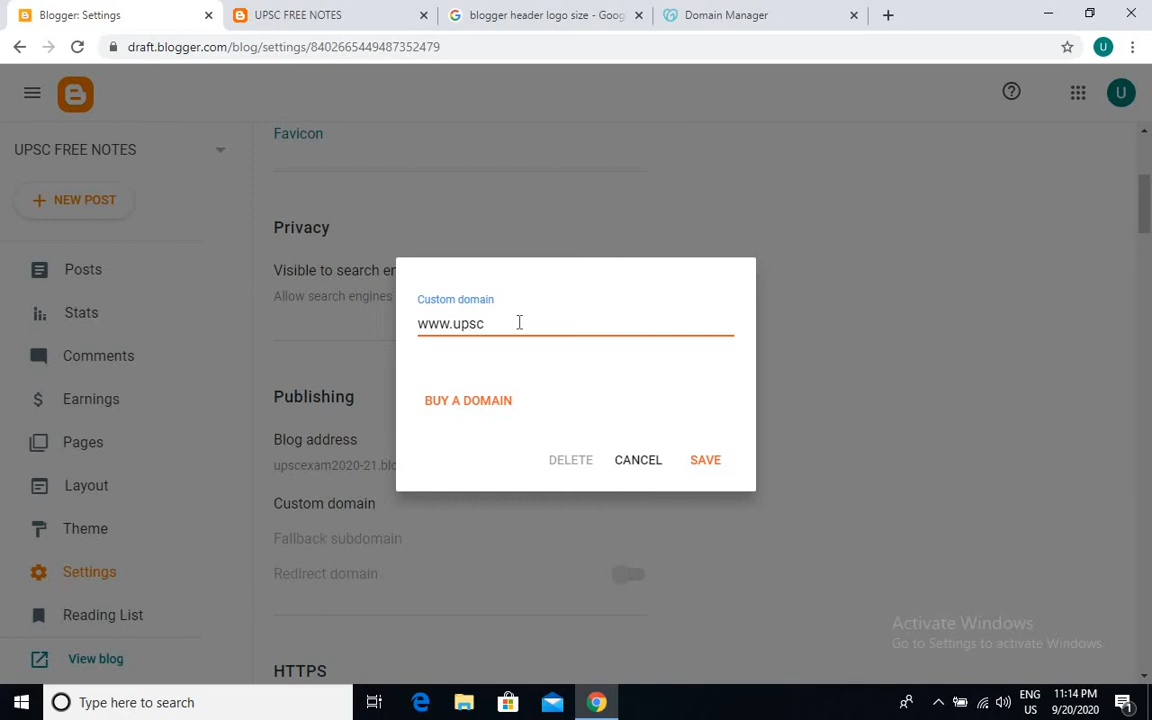 Blogger: Settings
UPSC FREE NOTES
blogger header logo size - Goog
Domain Manager
draft.blogger.com/blog/settings/8402665449487352479
U
U
UPSC FREE NOTES
NEW POST
Posts
Stats
Comments
Earnings
Pages
Layout
Theme
Settings
Reading List
View blog
Favicon
Privacy
Visible to search en
Allow search engines
Publishing
Blog address
upscexam2020-21.blo
Custom domain
Fallback subdomain
Redirect domain
HTTPS
Custom domain
www.upsc
BUY A DOMAIN
DELETE CANCEL SAVE
Activate Windows
Go to Settings to activate Windows.
Type here to search
ENG
US
11:14 PM
9/20/2020
1